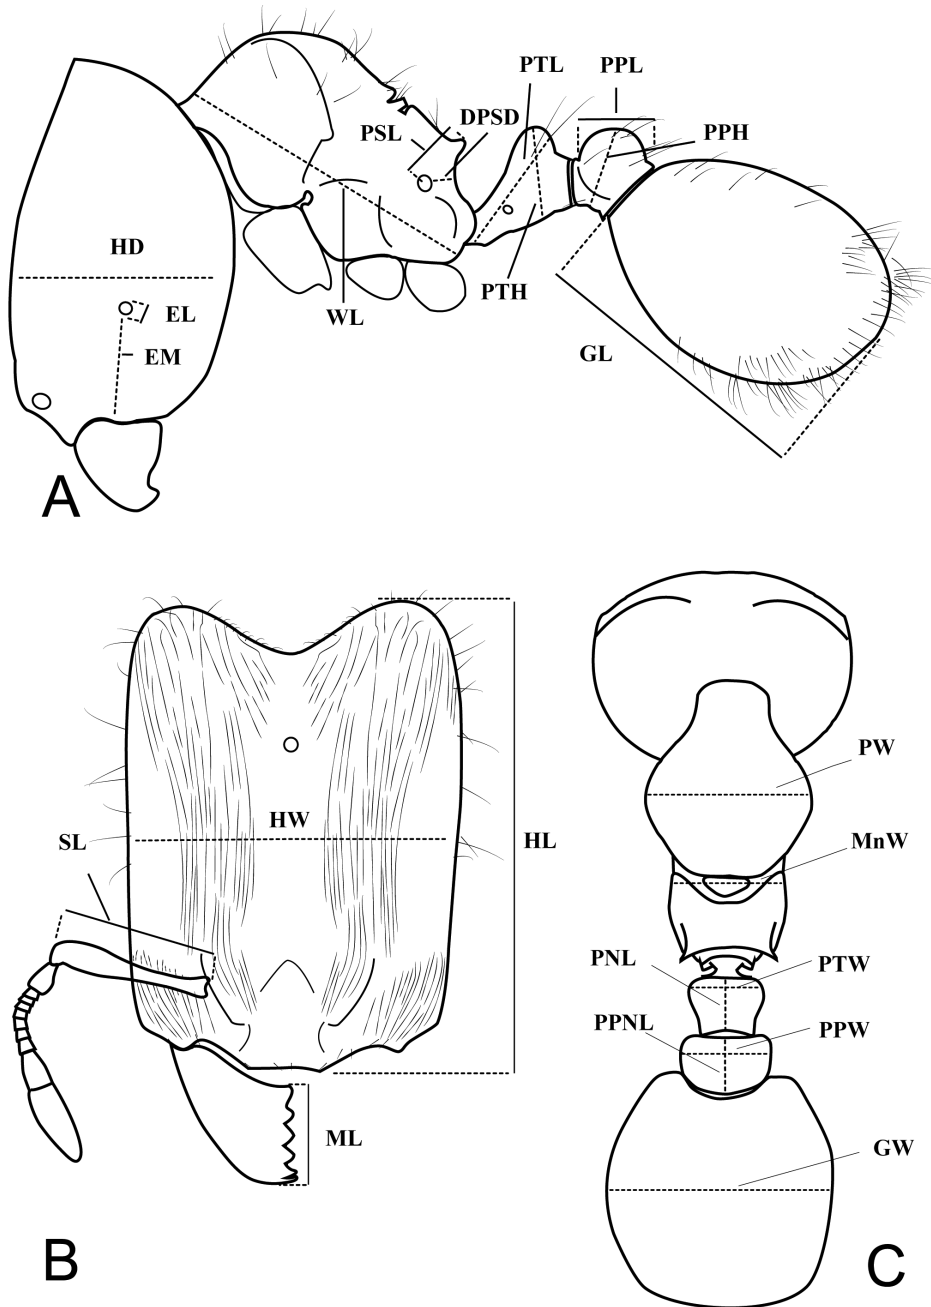 PTL PPL
PSL DPSD PPH
HD
EL
PTH
WL
EM
GL
A
PW
HW
SL
HL
MnW
PNL PTW
PPNL PPW
ML
GW
B
C